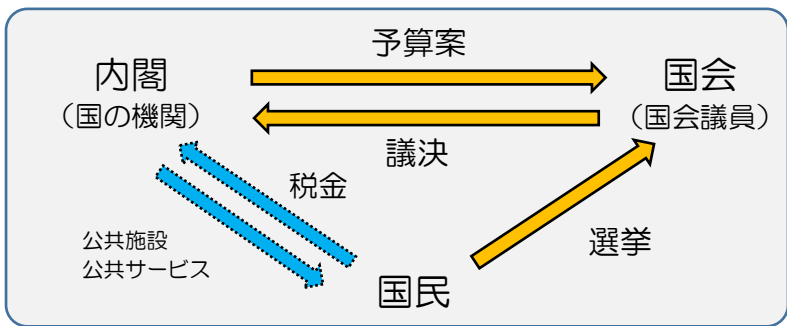 予算案
内閣
（国の機関）
国会
（国会議員）
議決
税金
公共施設
公共サービス
選挙
国民